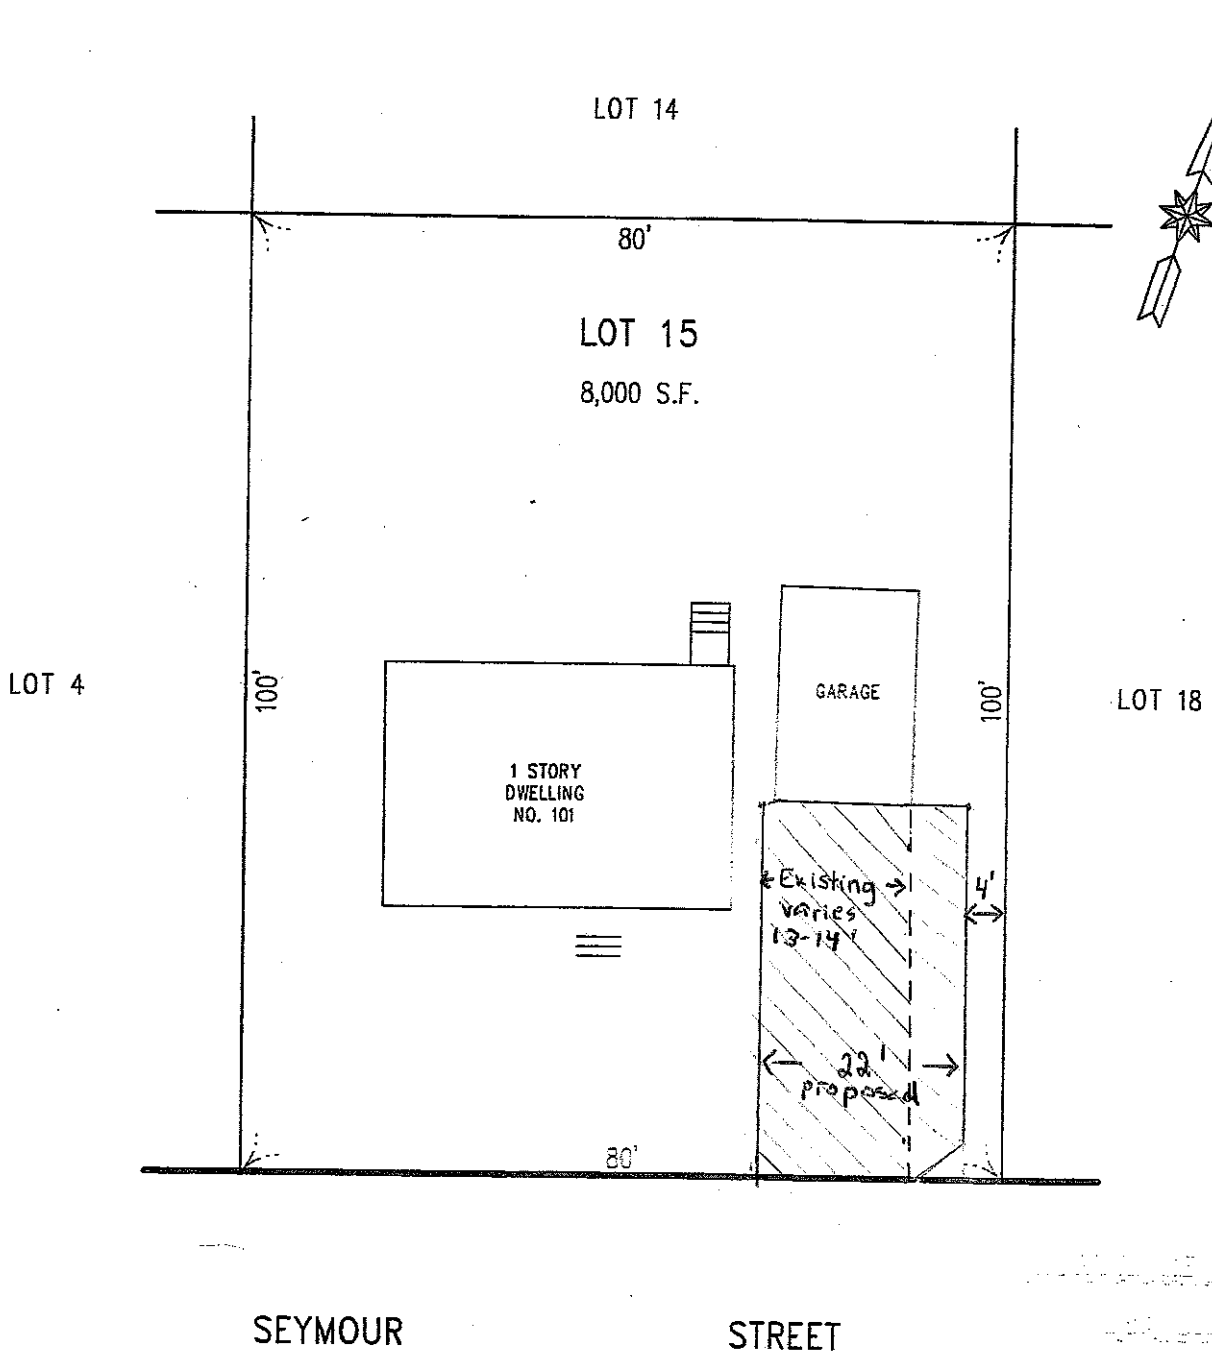 LOT 14
80'
LOT 15
8,000 S.F.
LOT 4
100'
GARAGE
100'
LOT 18
1 STORY
DWELLING
NO. 101
Existing
varies
13-14'
4'
22'
proposed
80'
SEYMOUR STREET